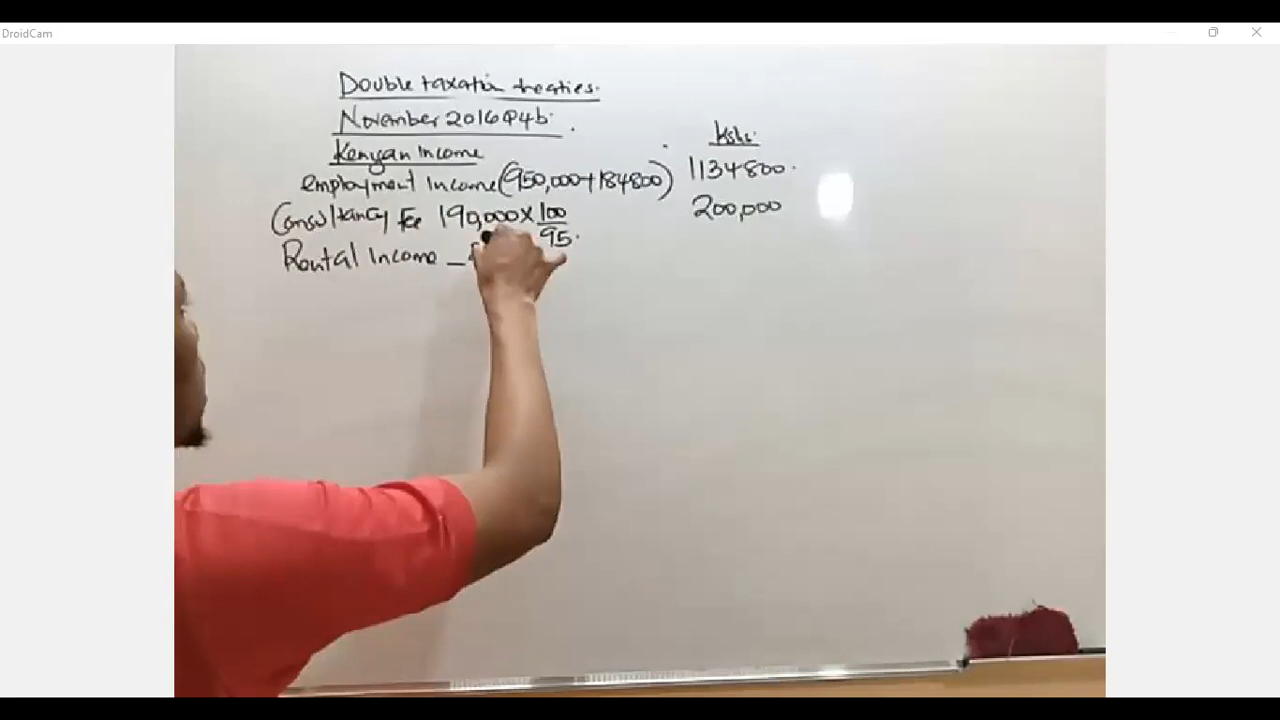 DroidCam
Double taxation treaties.
November 2016 Q4b.
Kshs.
Kenyan Income
employment Income (950,000+184800) 1134800.
Consultancy Fee 190,000 x 100/95. 200,000
Rental Income –